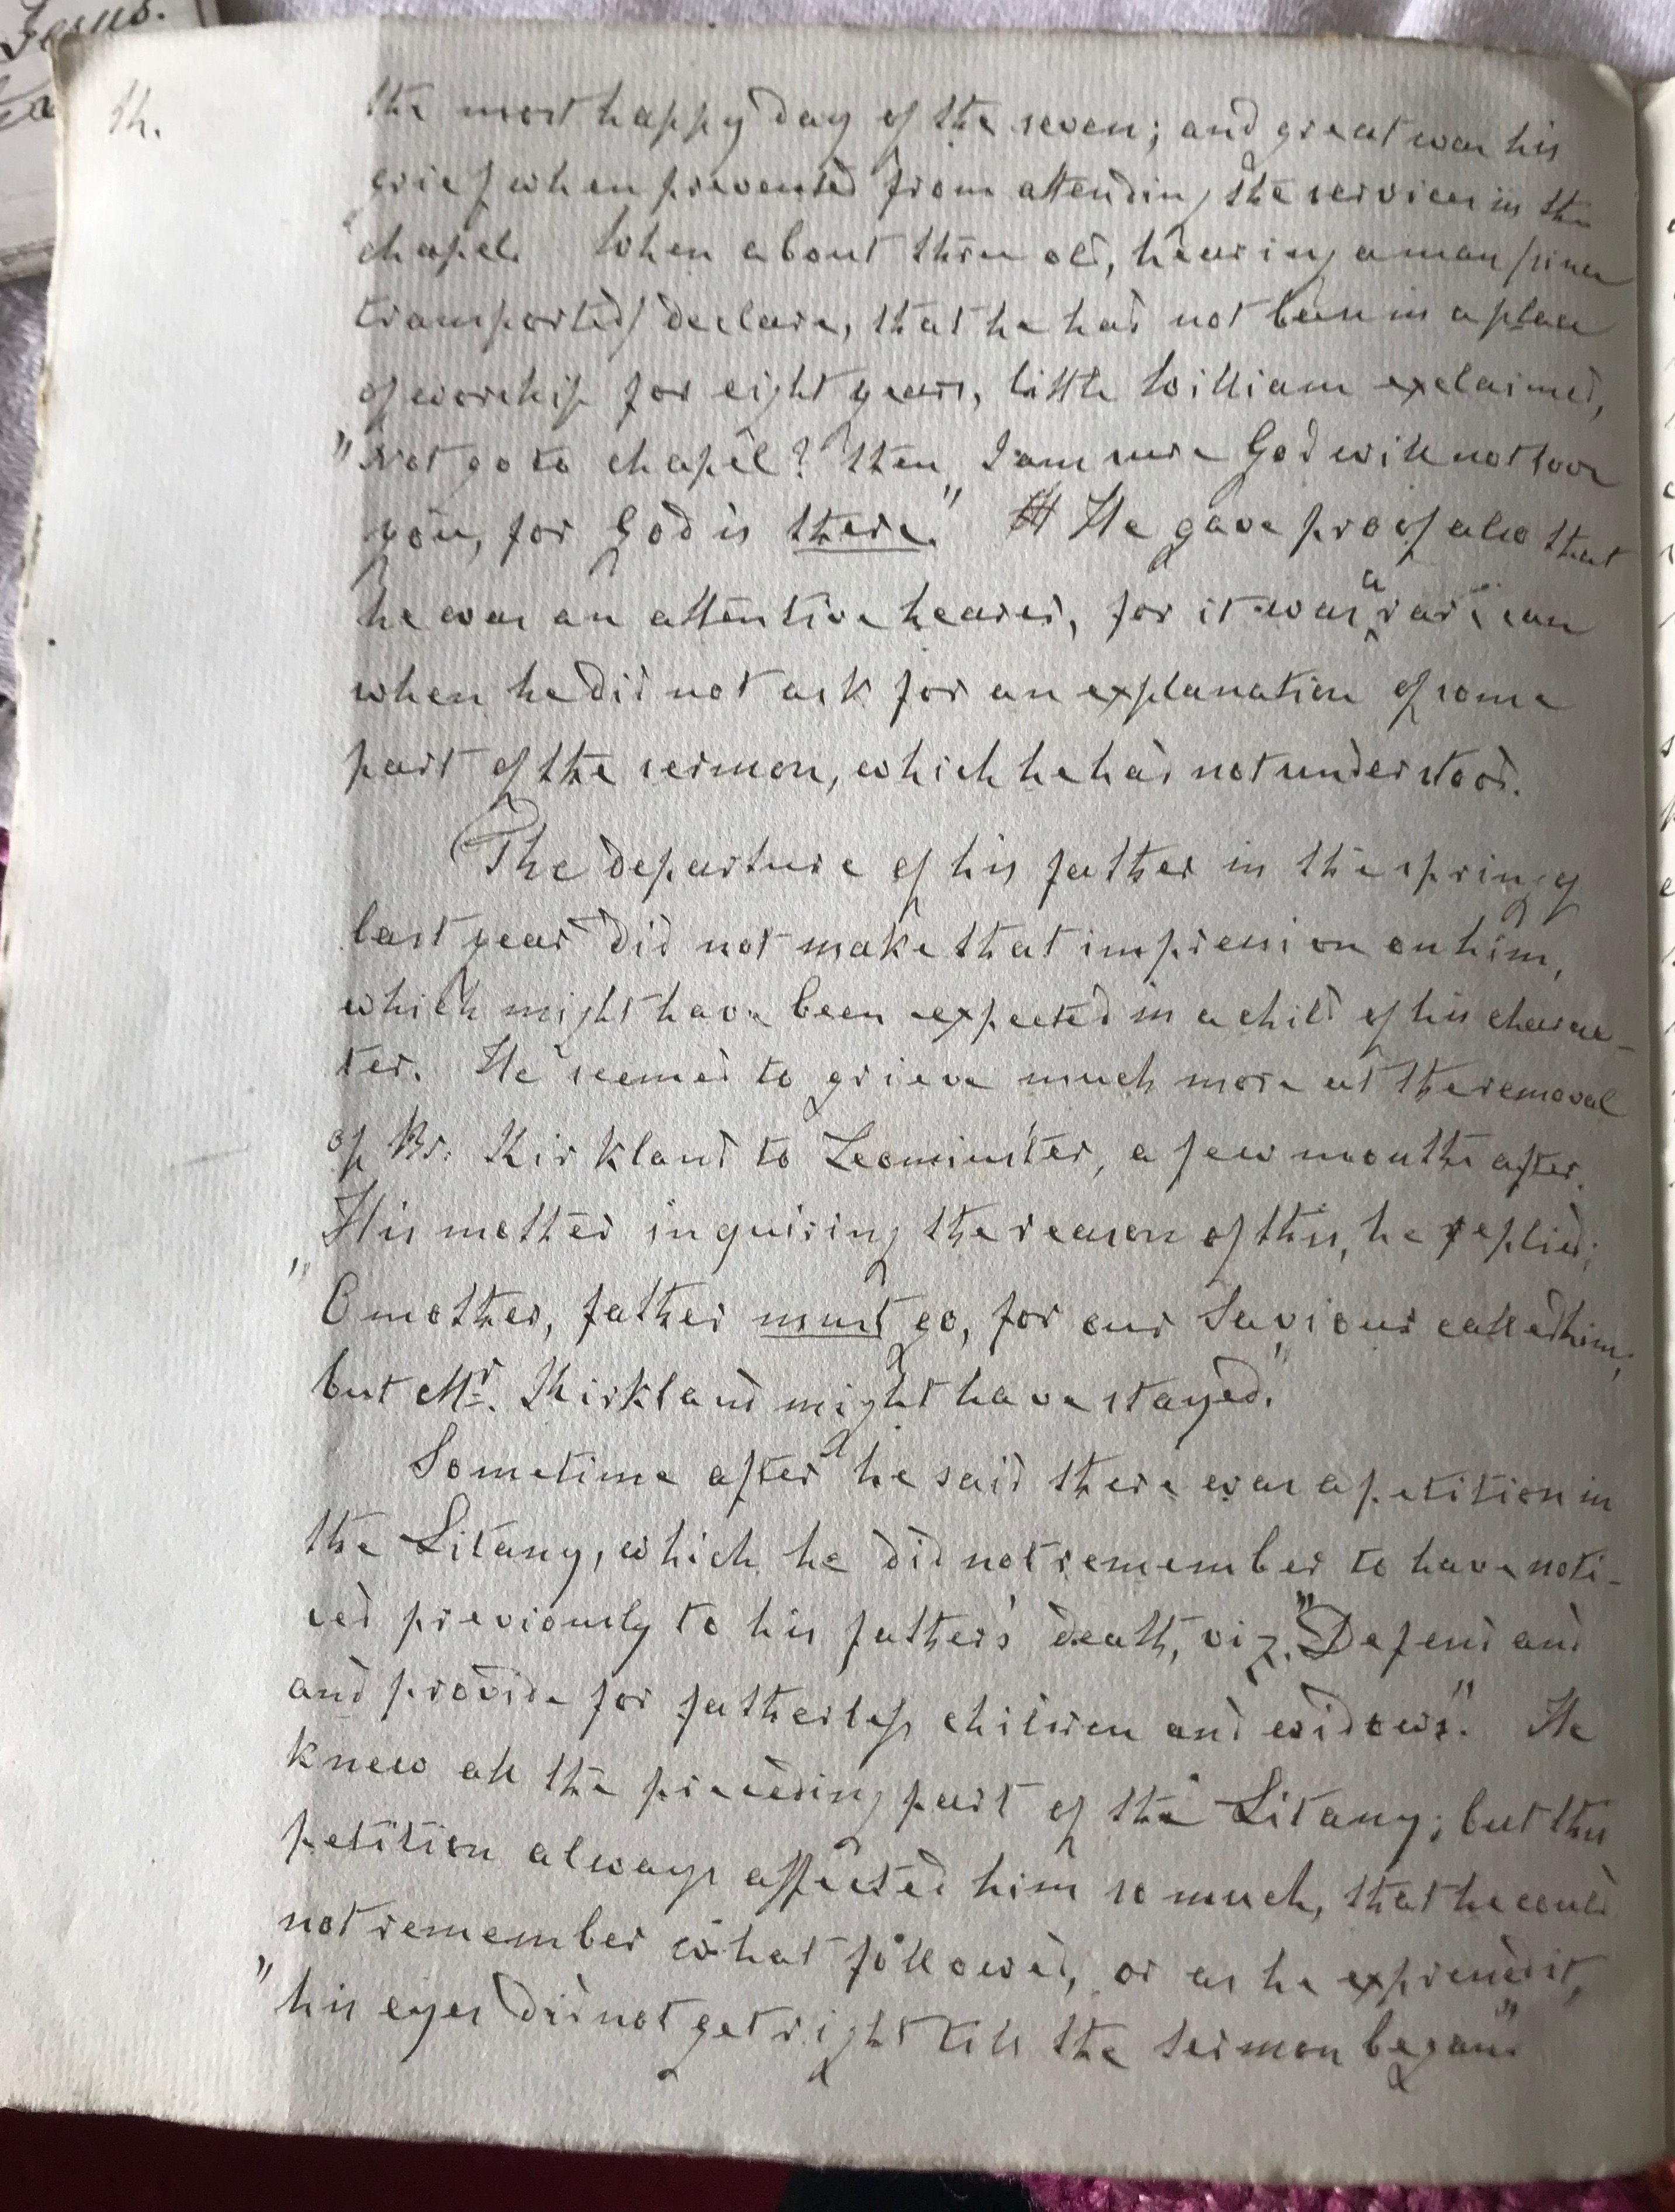 Jesus.
14.
the most happy day of the seven; and great was his
grief when prevented from attending the services in the
chapel. When about three old, hearing a man /since
transported/ declare, that he had not been in a place
of worship for eight years, little William exclaimed,
"Not go to chapel? then I am sure God will not love
you, for God is there." He gave proof also that
he was an attentive hearer, for it was a rare case
when he did not ask for an explanation of some
part of the sermon, which he had not understood.
The departure of his father in the spring of
last year did not make that impression on him,
which might have been expected in a child of his charac-
ter. He seemed to grieve much more at the removal
of Br. Kirkland to Leominster, a few months after.
His mother inquiring the reason of this, he replied;
"O mother, father must go, for our Saviour called him,
but Mr. Kirkland might have stayed."
Sometime after he said there was a petition in
the Litany, which he did not remember to have noti-
ced previously to his father's death, viz. "Defend and
and provide for fatherless children and widows". He
knew all the preceding part of the Litany; but this
petition always affected him so much, that he could
not remember what followed, or as he expressed it,
"his eyes did not get right till the sermon began"